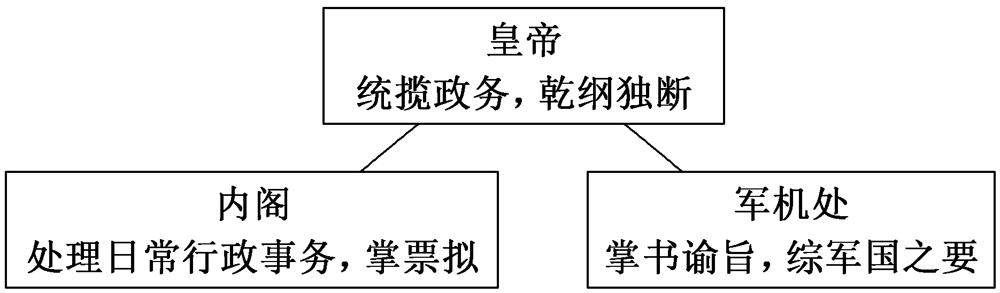 皇帝
统揽政务，乾纲独断
内阁
处理日常行政事务，掌票拟
军机处
掌书谕旨，综军国之要